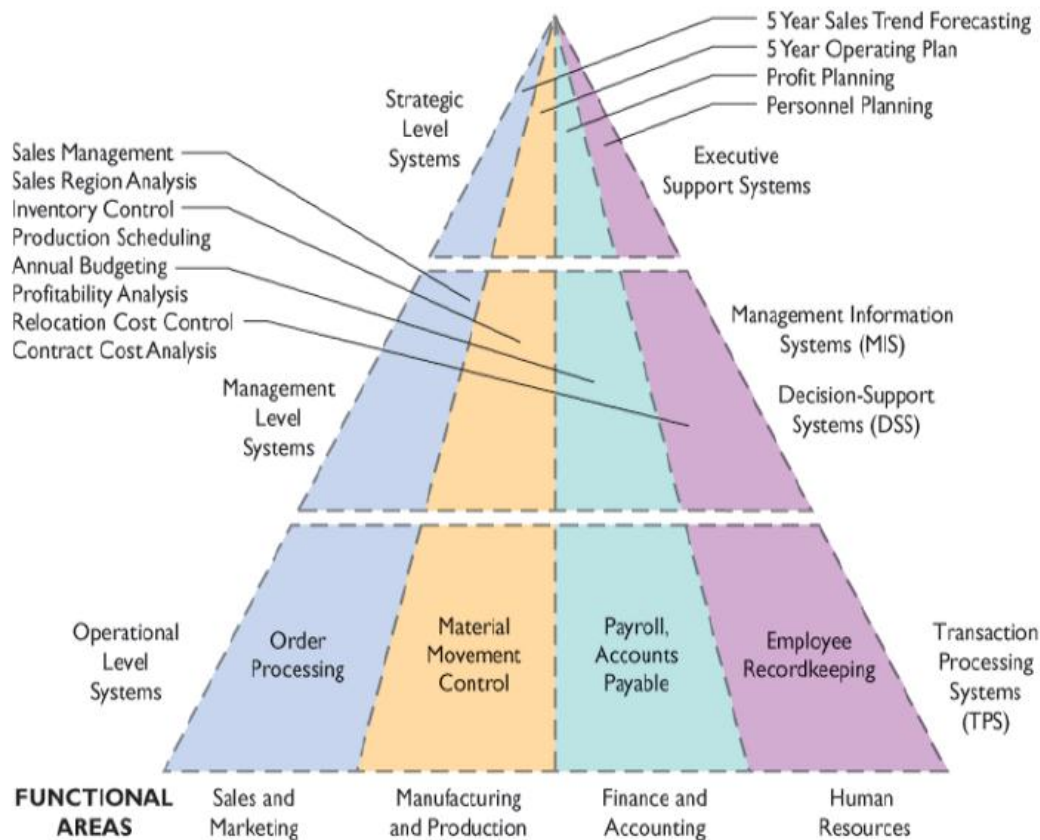 5 Year Sales Trend Forecasting
5 Year Operating Plan
Profit Planning
Personnel Planning
Strategic
Level
Systems
Executive
Support Systems
Sales Management
Sales Region Analysis
Inventory Control
Production Scheduling
Annual Budgeting
Profitability Analysis
Relocation Cost Control
Contract Cost Analysis
Management
Level
Systems
Management Information
Systems (MIS)
Decision-Support
Systems (DSS)
Operational
Level
Systems
Order
Processing
Material
Movement
Control
Payroll,
Accounts
Payable
Employee
Recordkeeping
Transaction
Processing
Systems
(TPS)
FUNCTIONAL
AREAS
Sales and
Marketing
Manufacturing
and Production
Finance and
Accounting
Human
Resources